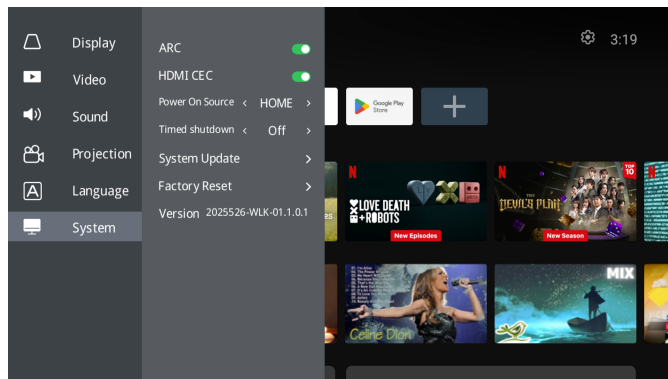 Display
Video
Sound
Projection
Language
System
ARC
HDMI CEC
Power On Source < HOME >
Timed shutdown < Off >
System Update >
Factory Reset >
Version 2025526-WLK-01.1.0.1
3:19
Google Play
Store
N
LOVE DEATH
+ROBOTS
New Episodes
N
TOP
10
THE
DEVIL'S PLAN
New Season
Celine Dion
MIX